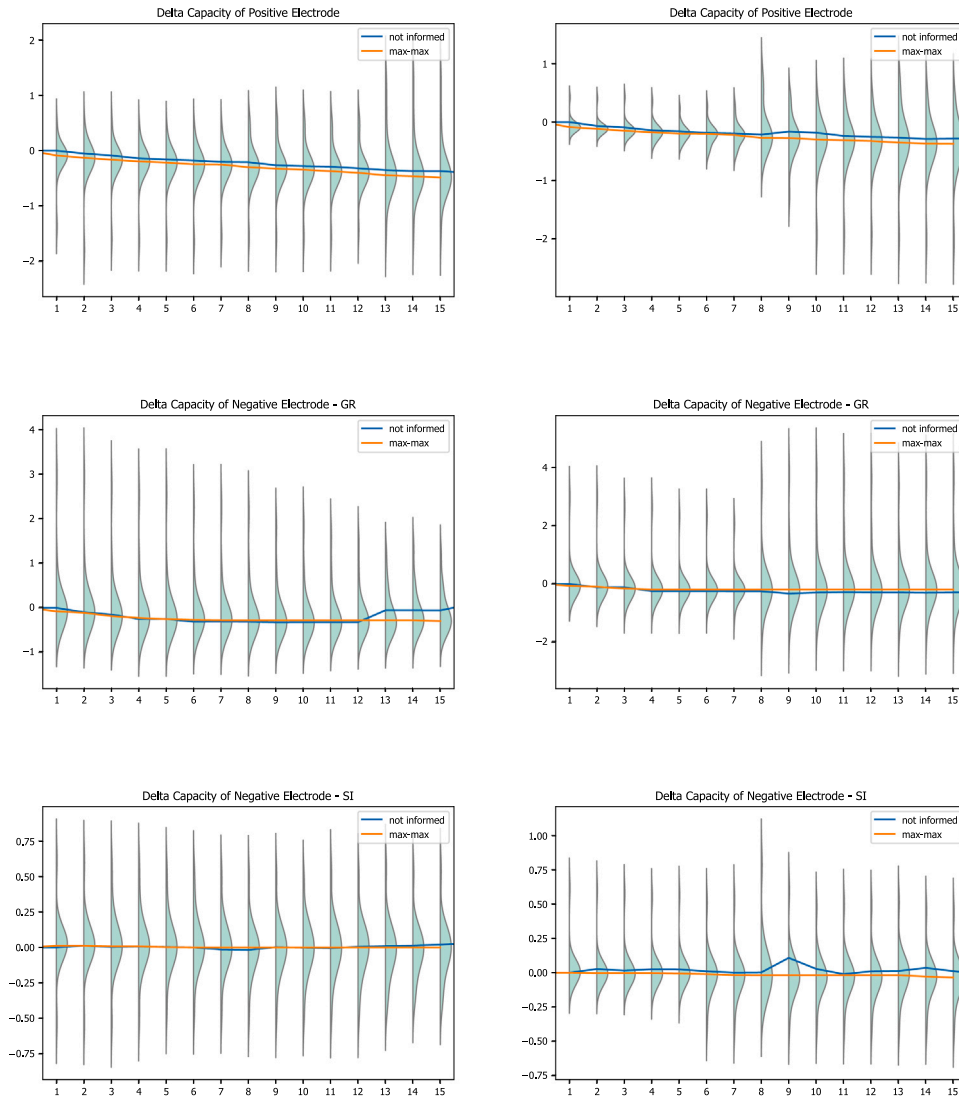 Delta Capacity of Positive Electrode
not informed
max-max
2
1
0
−1
−2
1 2 3 4 5 6 7 8 9 10 11 12 13 14 15
Delta Capacity of Positive Electrode
not informed
max-max
1
0
−1
−2
1 2 3 4 5 6 7 8 9 10 11 12 13 14 15
Delta Capacity of Negative Electrode - GR
not informed
max-max
4
3
2
1
0
−1
1 2 3 4 5 6 7 8 9 10 11 12 13 14 15
Delta Capacity of Negative Electrode - GR
not informed
max-max
4
2
0
−2
1 2 3 4 5 6 7 8 9 10 11 12 13 14 15
Delta Capacity of Negative Electrode - SI
not informed
max-max
0.75
0.50
0.25
0.00
−0.25
−0.50
−0.75
1 2 3 4 5 6 7 8 9 10 11 12 13 14 15
Delta Capacity of Negative Electrode - SI
not informed
max-max
1.00
0.75
0.50
0.25
0.00
−0.25
−0.50
−0.75
1 2 3 4 5 6 7 8 9 10 11 12 13 14 15